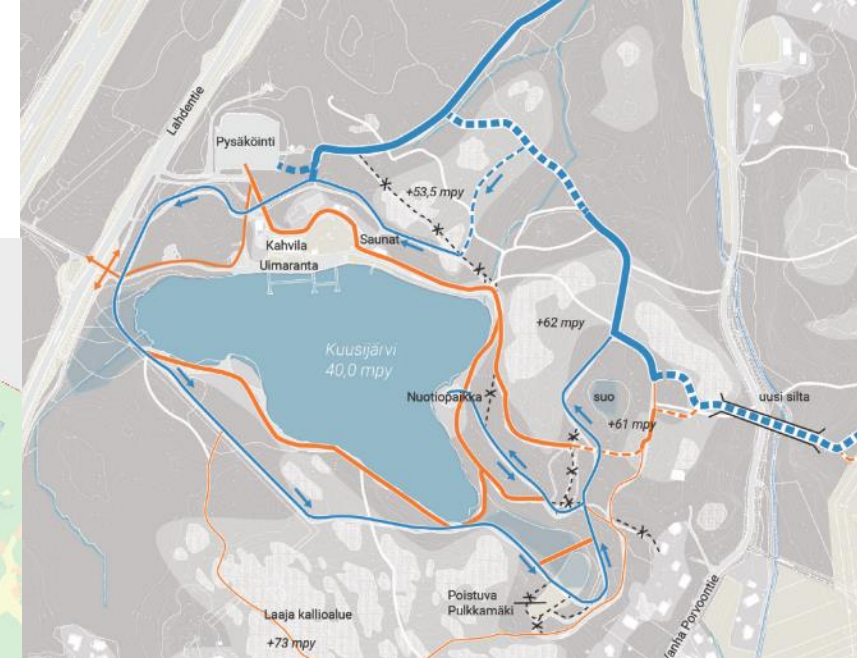 Lahdentie
Pysäköinti
+53,5 mpy
Kahvila
Saunat
Uimaranta
+62 mpy
Kuusijärvi
40,0 mpy
Nuotiopaikka
suo
uusi silta
+61 mpy
Poistuva
Pulkkamäki
Laaja kallioalue
+73 mpy
Vanha Porvoontie